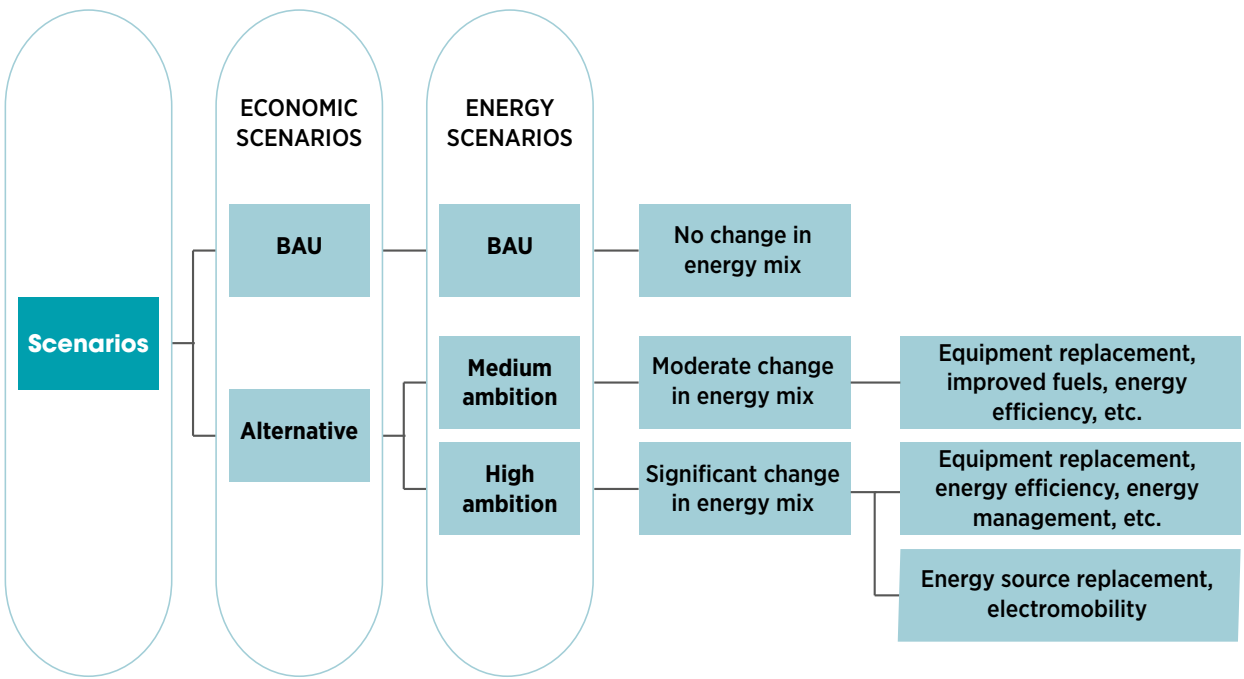 ECONOMIC
SCENARIOS
ENERGY
SCENARIOS
BAU
BAU
No change in
energy mix
Scenarios
Alternative
Medium
ambition
Moderate change
in energy mix
Equipment replacement,
improved fuels, energy
efficiency, etc.
High
ambition
Significant change
in energy mix
Equipment replacement,
energy efficiency, energy
management, etc.
Energy source replacement,
electromobility